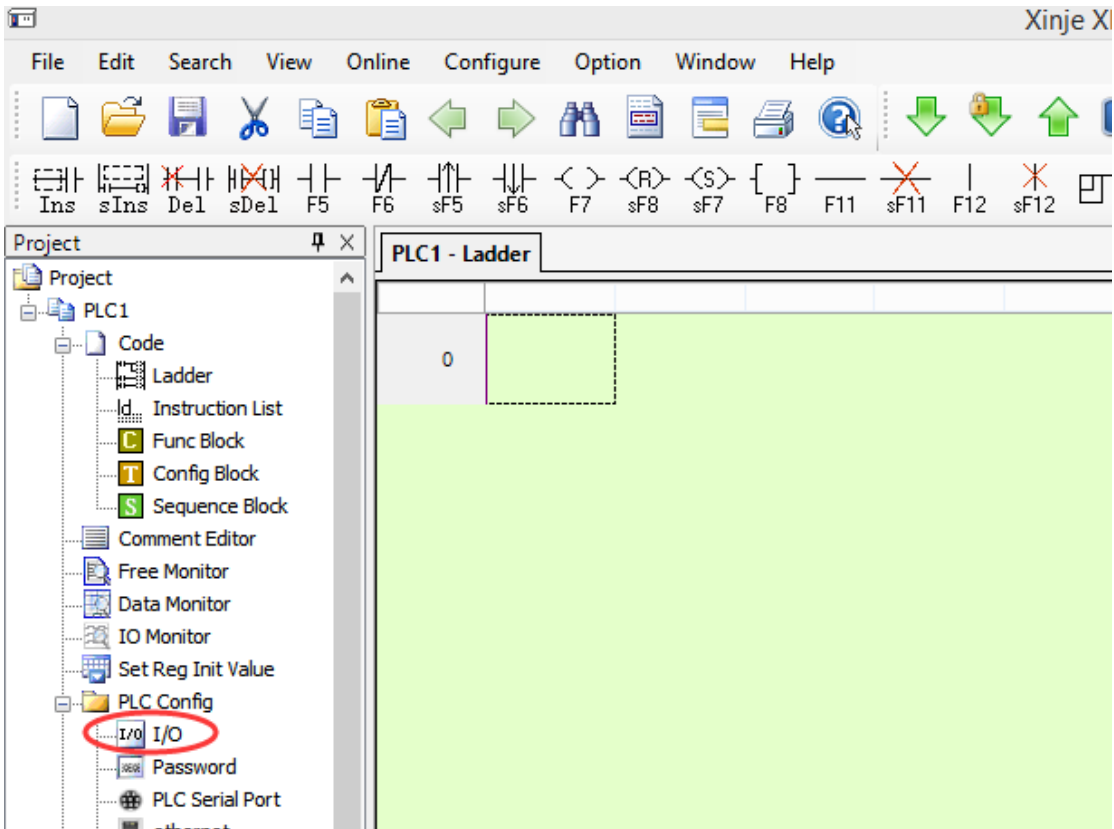 Xinje X
File Edit Search View Online Configure Option Window Help
Ins sIns Del sDel F5 F6 sF5 sF6 F7 sF8 sF7 F8 F11 sF11 F12 sF12
Project
PLC1 - Ladder
Project
PLC1
Code
0
Ladder
ld... Instruction List
C Func Block
T Config Block
S Sequence Block
Comment Editor
Free Monitor
Data Monitor
IO Monitor
Set Reg Init Value
PLC Config
I/O I/O
Password
PLC Serial Port
ethernet